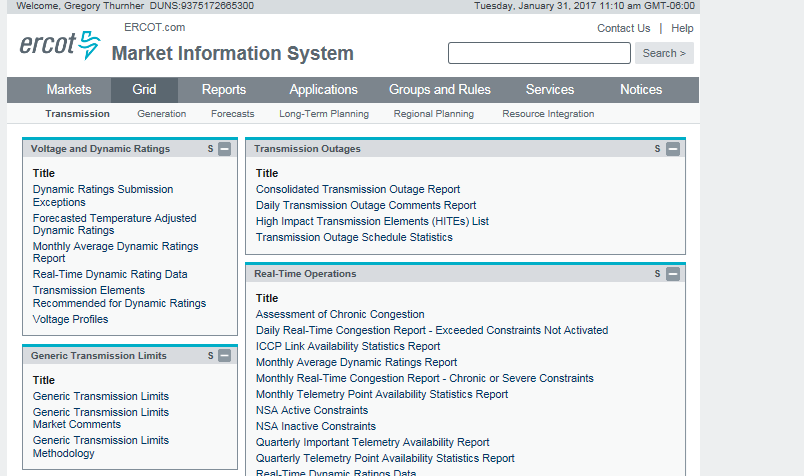 Welcome, Gregory Thurnher DUNS:9375172665300
Tuesday, January 31, 2017 11:10 am GMT-06:00
ERCOT.com
Contact Us | Help
ercot
Market Information System
Search >
Markets Grid Reports Applications Groups and Rules Services Notices
Transmission Generation Forecasts Long-Term Planning Regional Planning Resource Integration
Voltage and Dynamic Ratings S
Title
Dynamic Ratings Submission
Exceptions
Forecasted Temperature Adjusted
Dynamic Ratings
Monthly Average Dynamic Ratings
Report
Real-Time Dynamic Rating Data
Transmission Elements
Recommended for Dynamic Ratings
Voltage Profiles
Generic Transmission Limits S
Title
Generic Transmission Limits
Generic Transmission Limits
Market Comments
Generic Transmission Limits
Methodology
Transmission Outages S
Title
Consolidated Transmission Outage Report
Daily Transmission Outage Comments Report
High Impact Transmission Elements (HITEs) List
Transmission Outage Schedule Statistics
Real-Time Operations S
Title
Assessment of Chronic Congestion
Daily Real-Time Congestion Report - Exceeded Constraints Not Activated
ICCP Link Availability Statistics Report
Monthly Average Dynamic Ratings Report
Monthly Real-Time Congestion Report - Chronic or Severe Constraints
Monthly Telemetry Point Availability Statistics Report
NSA Active Constraints
NSA Inactive Constraints
Quarterly Important Telemetry Availability Report
Quarterly Telemetry Point Availability Statistics Report
Real-Time Dynamic Ratings Data